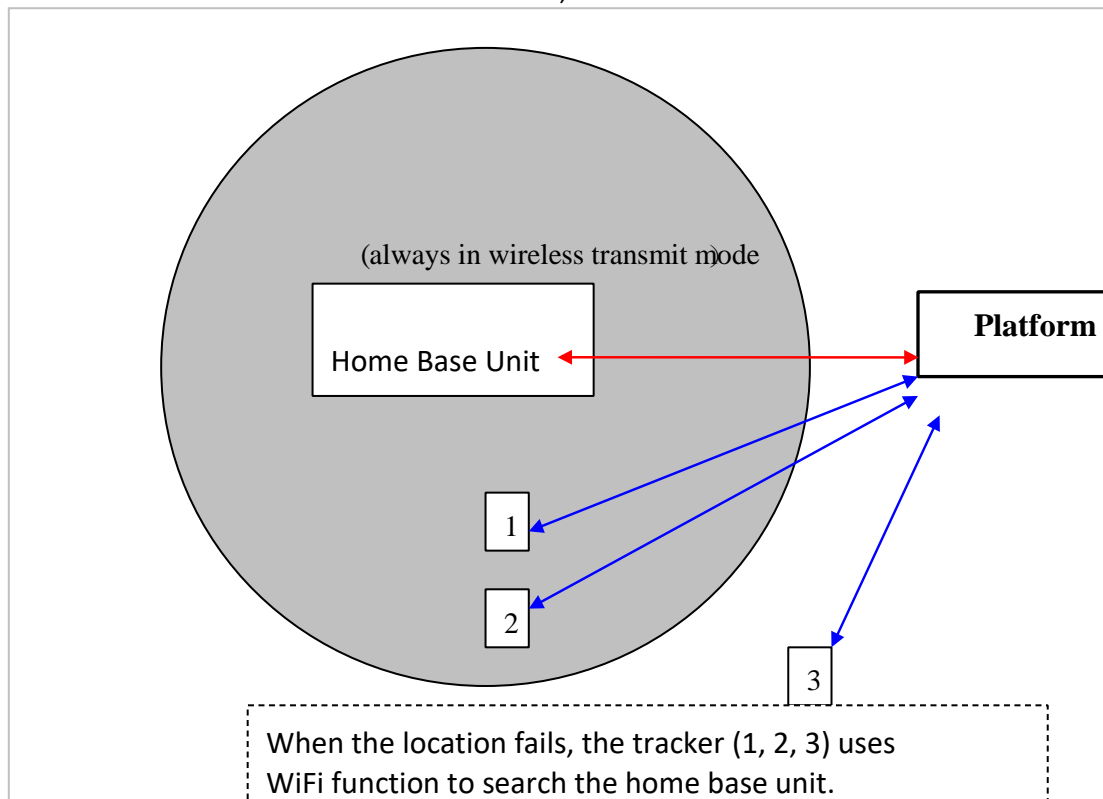 (always in wireless transmit mode)
Platform
Home Base Unit
1
2
3
When the location fails, the tracker (1, 2, 3) uses
WiFi function to search the home base unit.